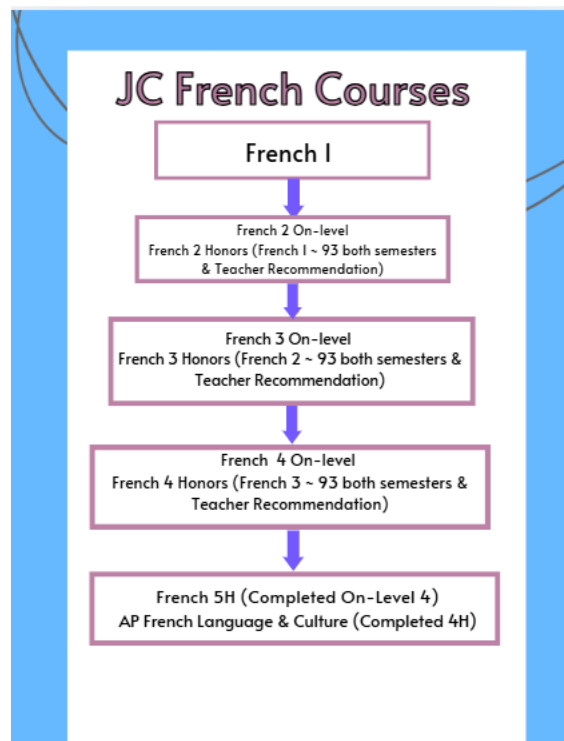 JC French Courses
French 1
French 2 On-level
French 2 Honors (French 1 ~ 93 both semesters
& Teacher Recommendation)
French 3 On-level
French 3 Honors (French 2 ~ 93 both semesters &
Teacher Recommendation)
French 4 On-level
French 4 Honors (French 3 ~ 93 both semesters &
Teacher Recommendation)
French 5H (Completed On-Level 4)
AP French Language & Culture (Completed 4H)